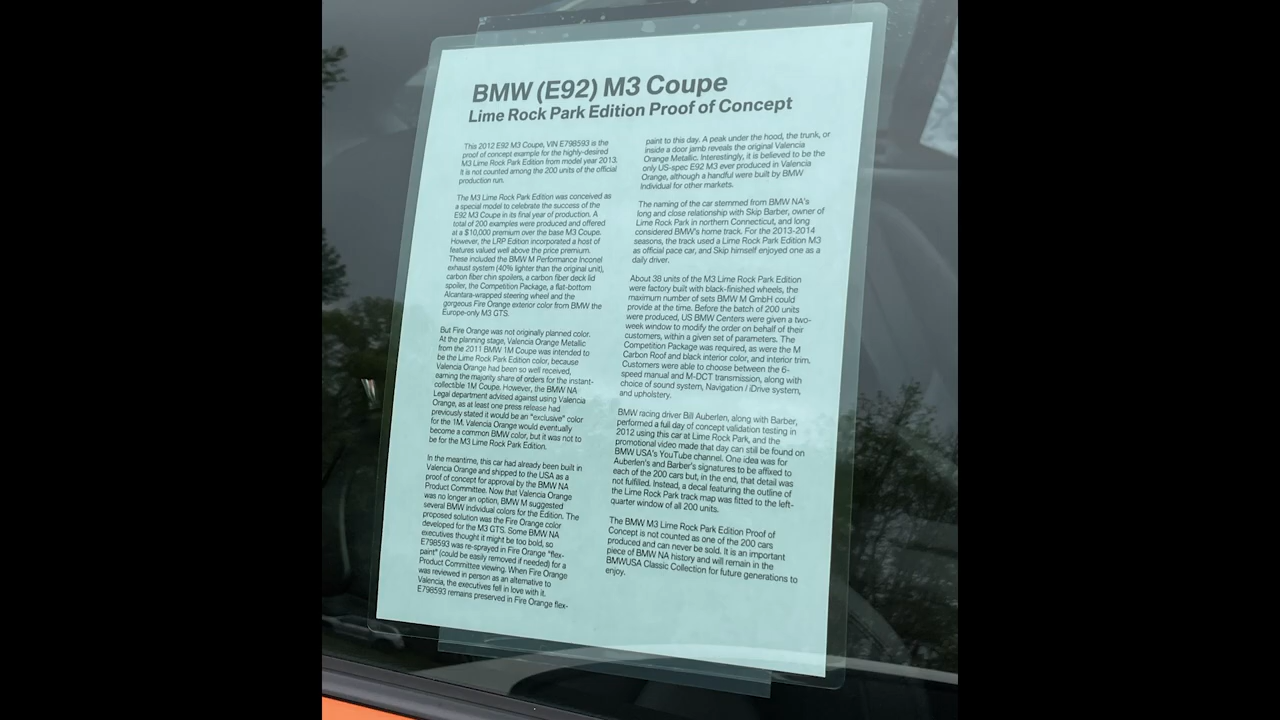 BMW (E92) M3 Coupe
Lime Rock Park Edition Proof of Concept
This 2012 E92 M3 Coupe, VIN E798593 is the
proof of concept example for the highly-desired
M3 Lime Rock Park Edition from model year 2013.
It is not counted among the 200 units of the official
production run.
The M3 Lime Rock Park Edition was conceived as
a special model to celebrate the success of the
E92 M3 Coupe in its final year of production. A
total of 200 examples were produced and offered
at a $10,000 premium over the base M3 Coupe.
However, the LRP Edition incorporated a host of
features valued well above the price premium.
These included the BMW M Performance Inconel
exhaust system (40% lighter than the original unit),
carbon fiber chin spoilers, a carbon fiber deck lid
spoiler, the Competition Package, a flat-bottom
Alcantara-wrapped steering wheel and the
gorgeous Fire Orange exterior color from BMW the
Europe-only M3 GTS.
But Fire Orange was not originally planned color.
At the planning stage, Valencia Orange Metallic
from the 2011 BMW 1M Coupe was intended to
be the Lime Rock Park Edition color, because
Valencia Orange had been so well received,
earning the majority share of orders for the instant-
collectible 1M Coupe. However, the BMW NA
Legal department advised against using Valencia
Orange, as at least one press release had
previously stated it would be an "exclusive" color
for the 1M. Valencia Orange would eventually
become a common BMW color, but it was not to
be for the M3 Lime Rock Park Edition.
In the meantime, this car had already been built in
Valencia Orange and shipped to the USA as a
proof of concept for approval by the BMW NA
Product Committee. Now that Valencia Orange
was no longer an option, BMW M suggested
several BMW individual colors for the Edition. The
proposed solution was the Fire Orange color
developed for the M3 GTS. Some BMW NA
executives thought it might be too bold, so
E798593 was re-sprayed in Fire Orange "flex-
paint" (could be easily removed if needed) for a
Product Committee viewing. When Fire Orange
was reviewed in person as an alternative to
Valencia, the executives fell in love with it.
E798593 remains preserved in Fire Orange flex-
paint to this day. A peak under the hood, the trunk, or
inside a door jamb reveals the original Valencia
Orange Metallic. Interestingly, it is believed to be the
only US-spec E92 M3 ever produced in Valencia
Orange, although a handful were built by BMW
Individual for other markets.
The naming of the car stemmed from BMW NA's
long and close relationship with Skip Barber, owner of
Lime Rock Park in northern Connecticut, and long
considered BMW's home track. For the 2013-2014
seasons, the track used a Lime Rock Park Edition M3
as official pace car, and Skip himself enjoyed one as a
daily driver.
About 38 units of the M3 Lime Rock Park Edition
were factory built with black-finished wheels, the
maximum number of sets BMW M GmbH could
provide at the time. Before the batch of 200 units
were produced, US BMW Centers were given a two-
week window to modify the order on behalf of their
customers, within a given set of parameters. The
Competition Package was required, as were the M
Carbon Roof and black interior color, and interior trim.
Customers were able to choose between the 6-
speed manual and M-DCT transmission, along with
choice of sound system, Navigation / iDrive system,
and upholstery.
BMW racing driver Bill Auberlen, along with Barber,
performed a full day of concept validation testing in
2012 using this car at Lime Rock Park, and the
promotional video made that day can still be found on
BMW USA's YouTube channel. One idea was for
Auberlen's and Barber's signatures to be affixed to
each of the 200 cars but, in the end, that detail was
not fulfilled. Instead, a decal featuring the outline of
the Lime Rock Park track map was fitted to the left-
quarter window of all 200 units.
The BMW M3 Lime Rock Park Edition Proof of
Concept is not counted as one of the 200 cars
produced and can never be sold. It is an important
piece of BMW NA history and will remain in the
BMWUSA Classic Collection for future generations to
enjoy.